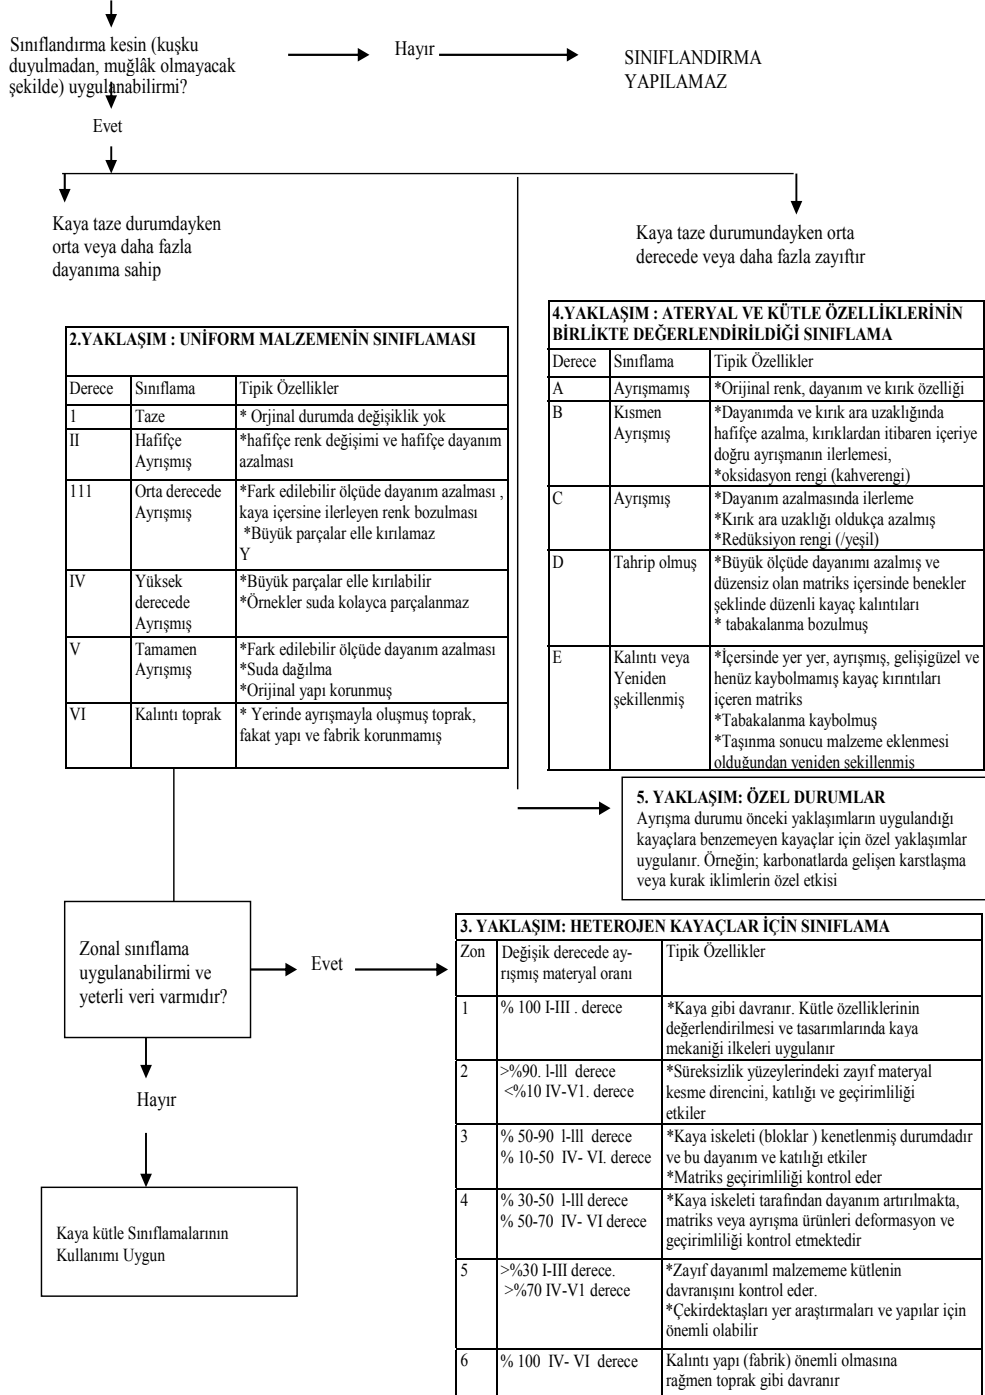 Sınıflandırma kesin (kuşku
duyulmadan, muğlâk olmayacak
şekilde) uygulanabilirmi?
Hayır
SINIFLANDIRMA
YAPILAMAZ
Evet
Kaya taze durumdayken
orta veya daha fazla
dayanıma sahip
Kaya taze durumundayken orta
derecede veya daha fazla zayıftır
2.YAKLAŞIM : UNİFORM MALZEMENİN SINIFLAMASI
Derece Sınıflama Tipik Özellikler
1 Taze * Orjinal durumda değişiklik yok
II Hafifçe *hafifçe renk değişimi ve hafifçe dayanım
Ayrışmış azalması
111 Orta derecede *Fark edilebilir ölçüde dayanım azalması ,
Ayrışmış kaya içersine ilerleyen renk bozulması
*Büyük parçalar elle kırılamaz
Y
IV Yüksek *Büyük parçalar elle kırılabilir
derecede *Örnekler suda kolayca parçalanmaz
Ayrışmış
V Tamamen *Fark edilebilir ölçüde dayanım azalması
Ayrışmış *Suda dağılma
*Orijinal yapı korunmuş
VI Kalıntı toprak * Yerinde ayrışmayla oluşmuş toprak,
fakat yapı ve fabrik korunmamış
4.YAKLAŞIM : ATERYAL VE KÜTLE ÖZELLİKLERİNİN
BİRLİKTE DEĞERLENDİRİLDİĞİ SINIFLAMA
Derece Sınıflama Tipik Özellikler
A Ayrışmamış *Orijinal renk, dayanım ve kırık özelliği
B Kısmen *Dayanımda ve kırık ara uzaklığında
Ayrışmış hafifçe azalma, kırıklardan itibaren içeriye
doğru ayrışmanın ilerlemesi,
*oksidasyon rengi (kahverengi)
C Ayrışmış *Dayanım azalmasında ilerleme
*Kırık ara uzaklığı oldukça azalmış
*Redüksiyon rengi (/yeşil)
D Tahrip olmuş *Büyük ölçüde dayanımı azalmış ve
düzensiz olan matriks içersinde benekler
şeklinde düzenli kayaç kalıntıları
* tabakalanma bozulmuş
E Kalıntı veya *İçersinde yer yer, ayrışmış, gelişigüzel ve
Yeniden henüz kaybolmamış kayaç kırıntıları
şekillenmiş içeren matriks
*Tabakalanma kaybolmuş
*Taşınma sonucu malzeme eklenmesi
olduğundan yeniden şekillenmiş
5. YAKLAŞIM: ÖZEL DURUMLAR
Ayrışma durumu önceki yaklaşımların uygulandığı
kayaçlara benzemeyen kayaçlar için özel yaklaşımlar
uygulanır. Örneğin; karbonatlarda gelişen karstlaşma
veya kurak iklimlerin özel etkisi
Zonal sınıflama
uygulanabilirmi ve
yeterli veri varmıdır?
Evet
Hayır
Kaya kütle Sınıflamalarının
Kullanımı Uygun
3. YAKLAŞIM: HETEROJEN KAYAÇLAR İÇİN SINIFLAMA
Zon Değişik derecede ay- Tipik Özellikler
rışmış materyal oranı
1 % 100 I-III . derece *Kaya gibi davranır. Kütle özelliklerinin
değerlendirilmesi ve tasarımlarında kaya
mekaniği ilkeleri uygulanır
2 >%90. l-lll derece *Süreksizlik yüzeylerindeki zayıf materyal
<%10 IV-V1. derece kesme direncini, katılığı ve geçirimliliği
etkiler
3 % 50-90 l-lll derece *Kaya iskeleti (bloklar ) kenetlenmiş durumdadır
% 10-50 IV- VI. derece ve bu dayanım ve katılığı etkiler
*Matriks geçirimliliği kontrol eder
4 % 30-50 l-lll derece *Kaya iskeleti tarafindan dayanım artırılmakta,
% 50-70 IV- VI derece matriks veya ayrışma ürünleri deformasyon ve
geçirimliliği kontrol etmektedir
5 >%30 I-III derece. *Zayıf dayanıml malzememe kütlenin
>%70 IV-V1 derece davranışını kontrol eder.
*Çekirdektaşları yer araştırmaları ve yapılar için
önemli olabilir
6 % 100 IV- VI derece Kalıntı yapı (fabrik) önemli olmasına
rağmen toprak gibi davranır